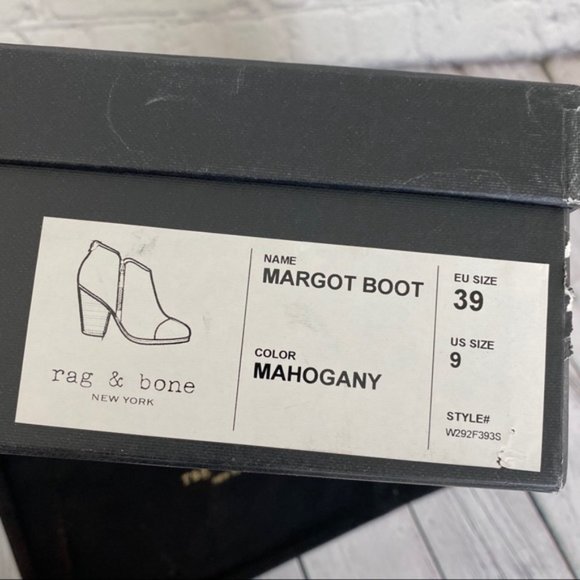 rag & bone
NEW YORK
NAME
MARGOT BOOT
COLOR
MAHOGANY
EU SIZE
39
US SIZE
9
STYLE#
W292F393S